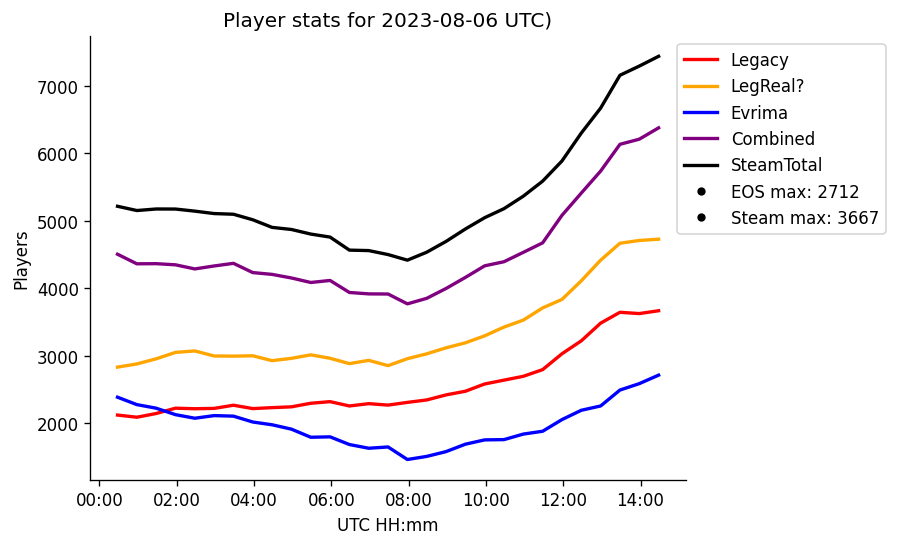 Player stats for 2023-08-06 UTC)
Legacy
LegReal?
Evrima
Combined
SteamTotal
EOS max: 2712
Steam max: 3667
7000
6000
5000
4000
3000
2000
Players
00:00 02:00 04:00 06:00 08:00 10:00 12:00 14:00
UTC HH:mm